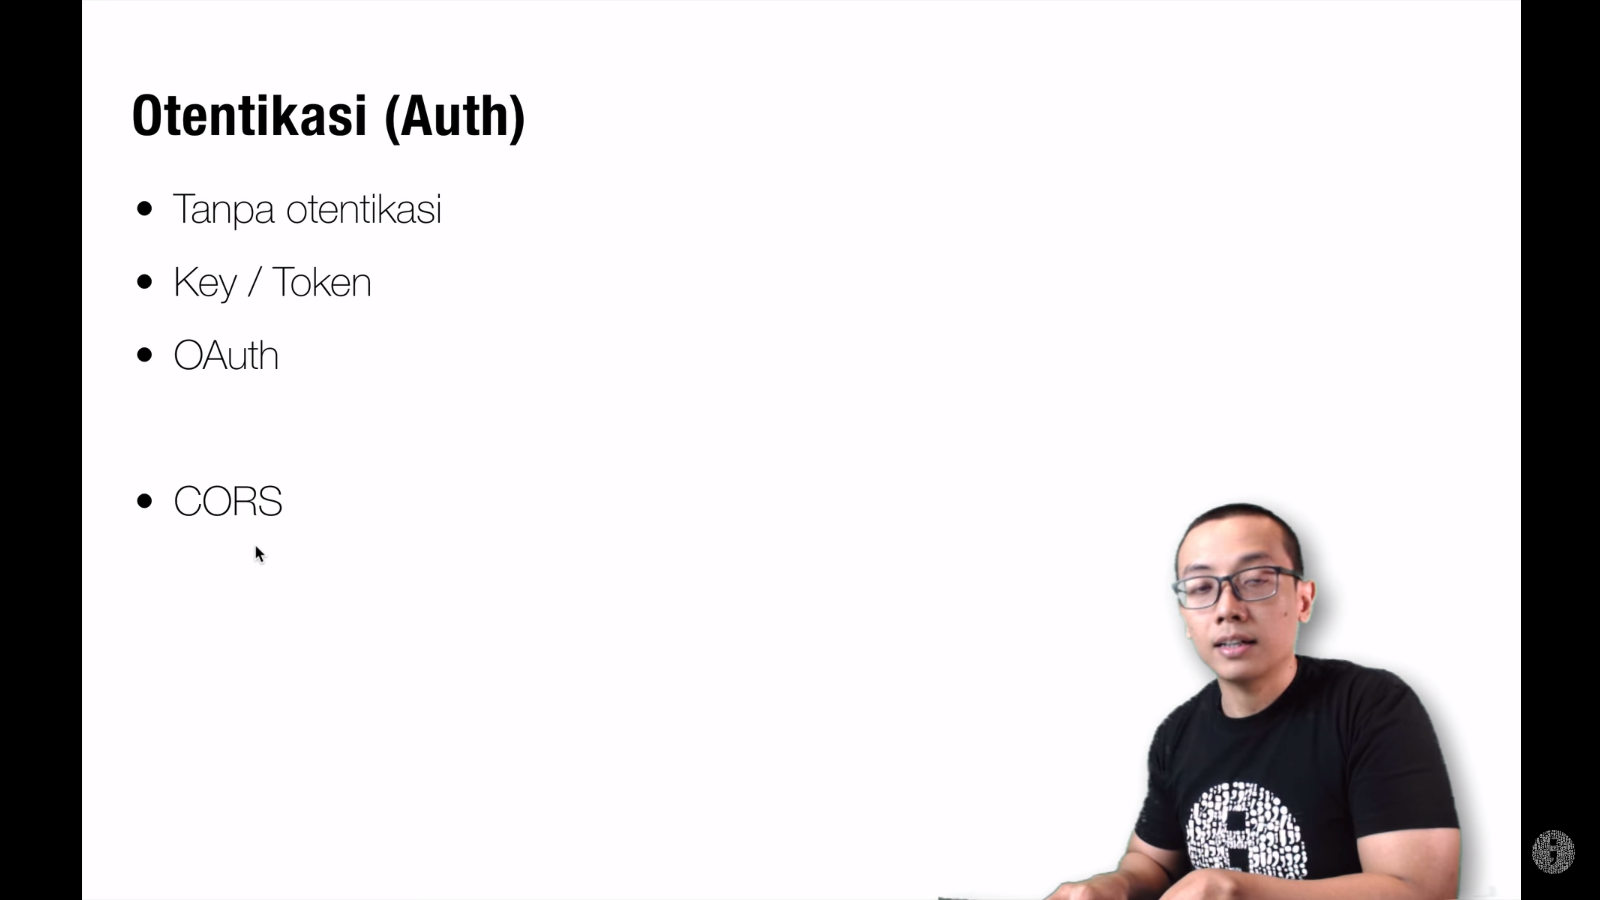 Otentikasi (Auth)
• Tanpa otentikasi
• Key / Token
• OAuth
• CORS